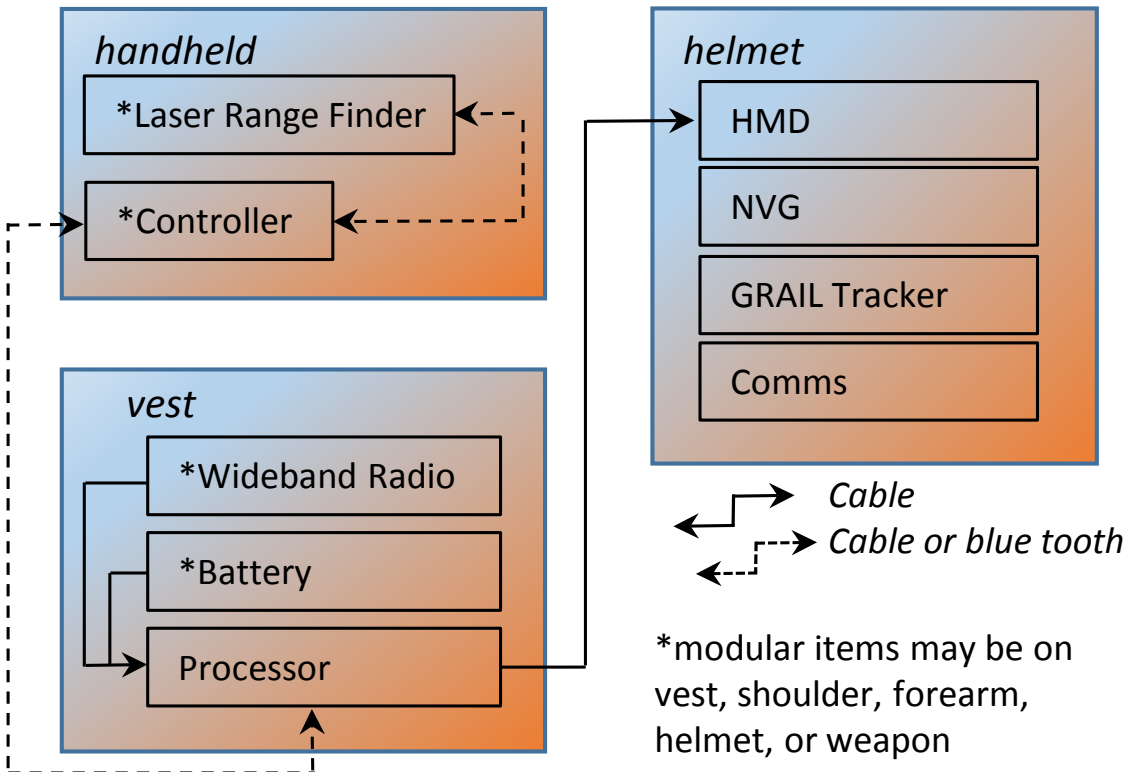 handheld
*Laser Range Finder
*Controller
vest
*Wideband Radio
*Battery
Processor
helmet
HMD
NVG
GRAIL Tracker
Comms
Cable
Cable or blue tooth
*modular items may be on
vest, shoulder, forearm,
helmet, or weapon